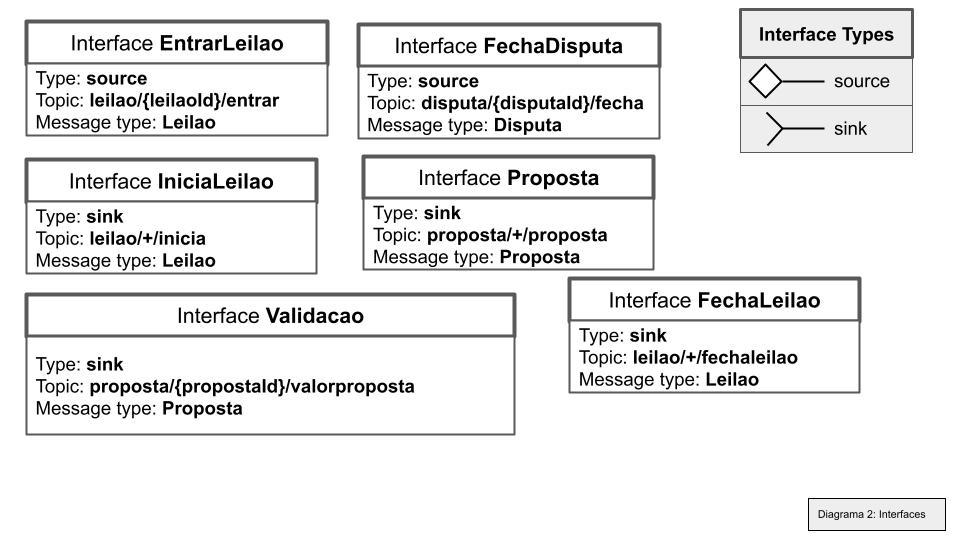 Interface EntrarLeilao
Type: source
Topic: leilao/{leilaoId}/entrar
Message type: Leilao
Interface FechaDisputa
Type: source
Topic: disputa/{disputaId}/fecha
Message type: Disputa
Interface Types
source
sink
Interface IniciaLeilao
Type: sink
Topic: leilao/+/inicia
Message type: Leilao
Interface Proposta
Type: sink
Topic: proposta/+/proposta
Message type: Proposta
Interface Validacao
Type: sink
Topic: proposta/{propostaId}/valorproposta
Message type: Proposta
Interface FechaLeilao
Type: sink
Topic: leilao/+/fechaleilao
Message type: Leilao
Diagrama 2: Interfaces